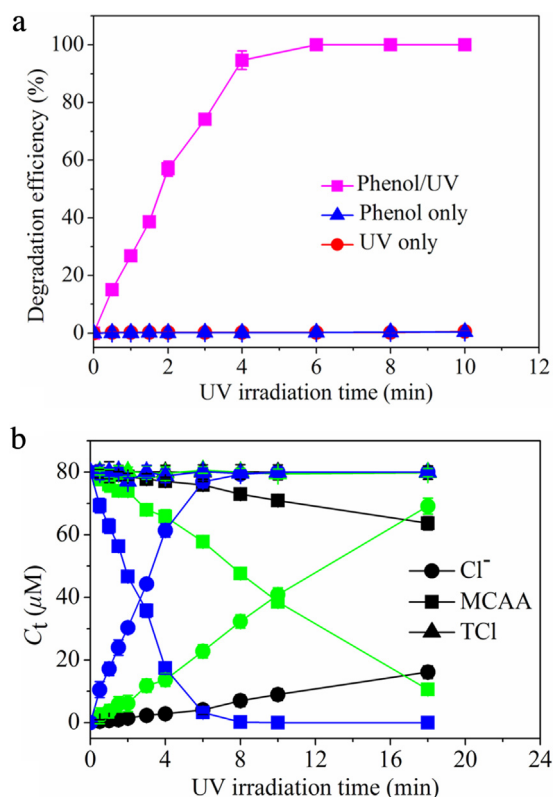 a
100
80
60
40
20
0
Degradation efficiency (%)
Phenol/UV
Phenol only
UV only
0 2 4 6 8 10
UV irradiation time (min)
b
80
60
40
20
0
Cₜ (μM)
Cl⁻
MCAA
TCl
0 4 8 12 16 20 24
UV irradiation time (min)